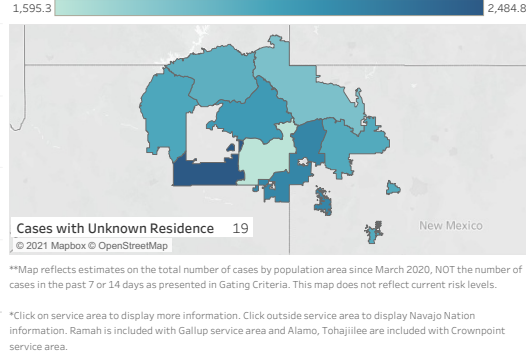 1,595.3 2,484.8
New Mexico
Cases with Unknown Residence 19
© 2021 Mapbox © OpenStreetMap
**Map reflects estimates on the total number of cases by population area since March 2020, NOT the number of
cases in the past 7 or 14 days as presented in Gating Criteria. This map does not reflect current risk levels.
*Click on service area to display more information. Click outside service area to display Navajo Nation
information. Ramah is included with Gallup service area and Alamo, Tohajiilee are included with Crownpoint
service area.